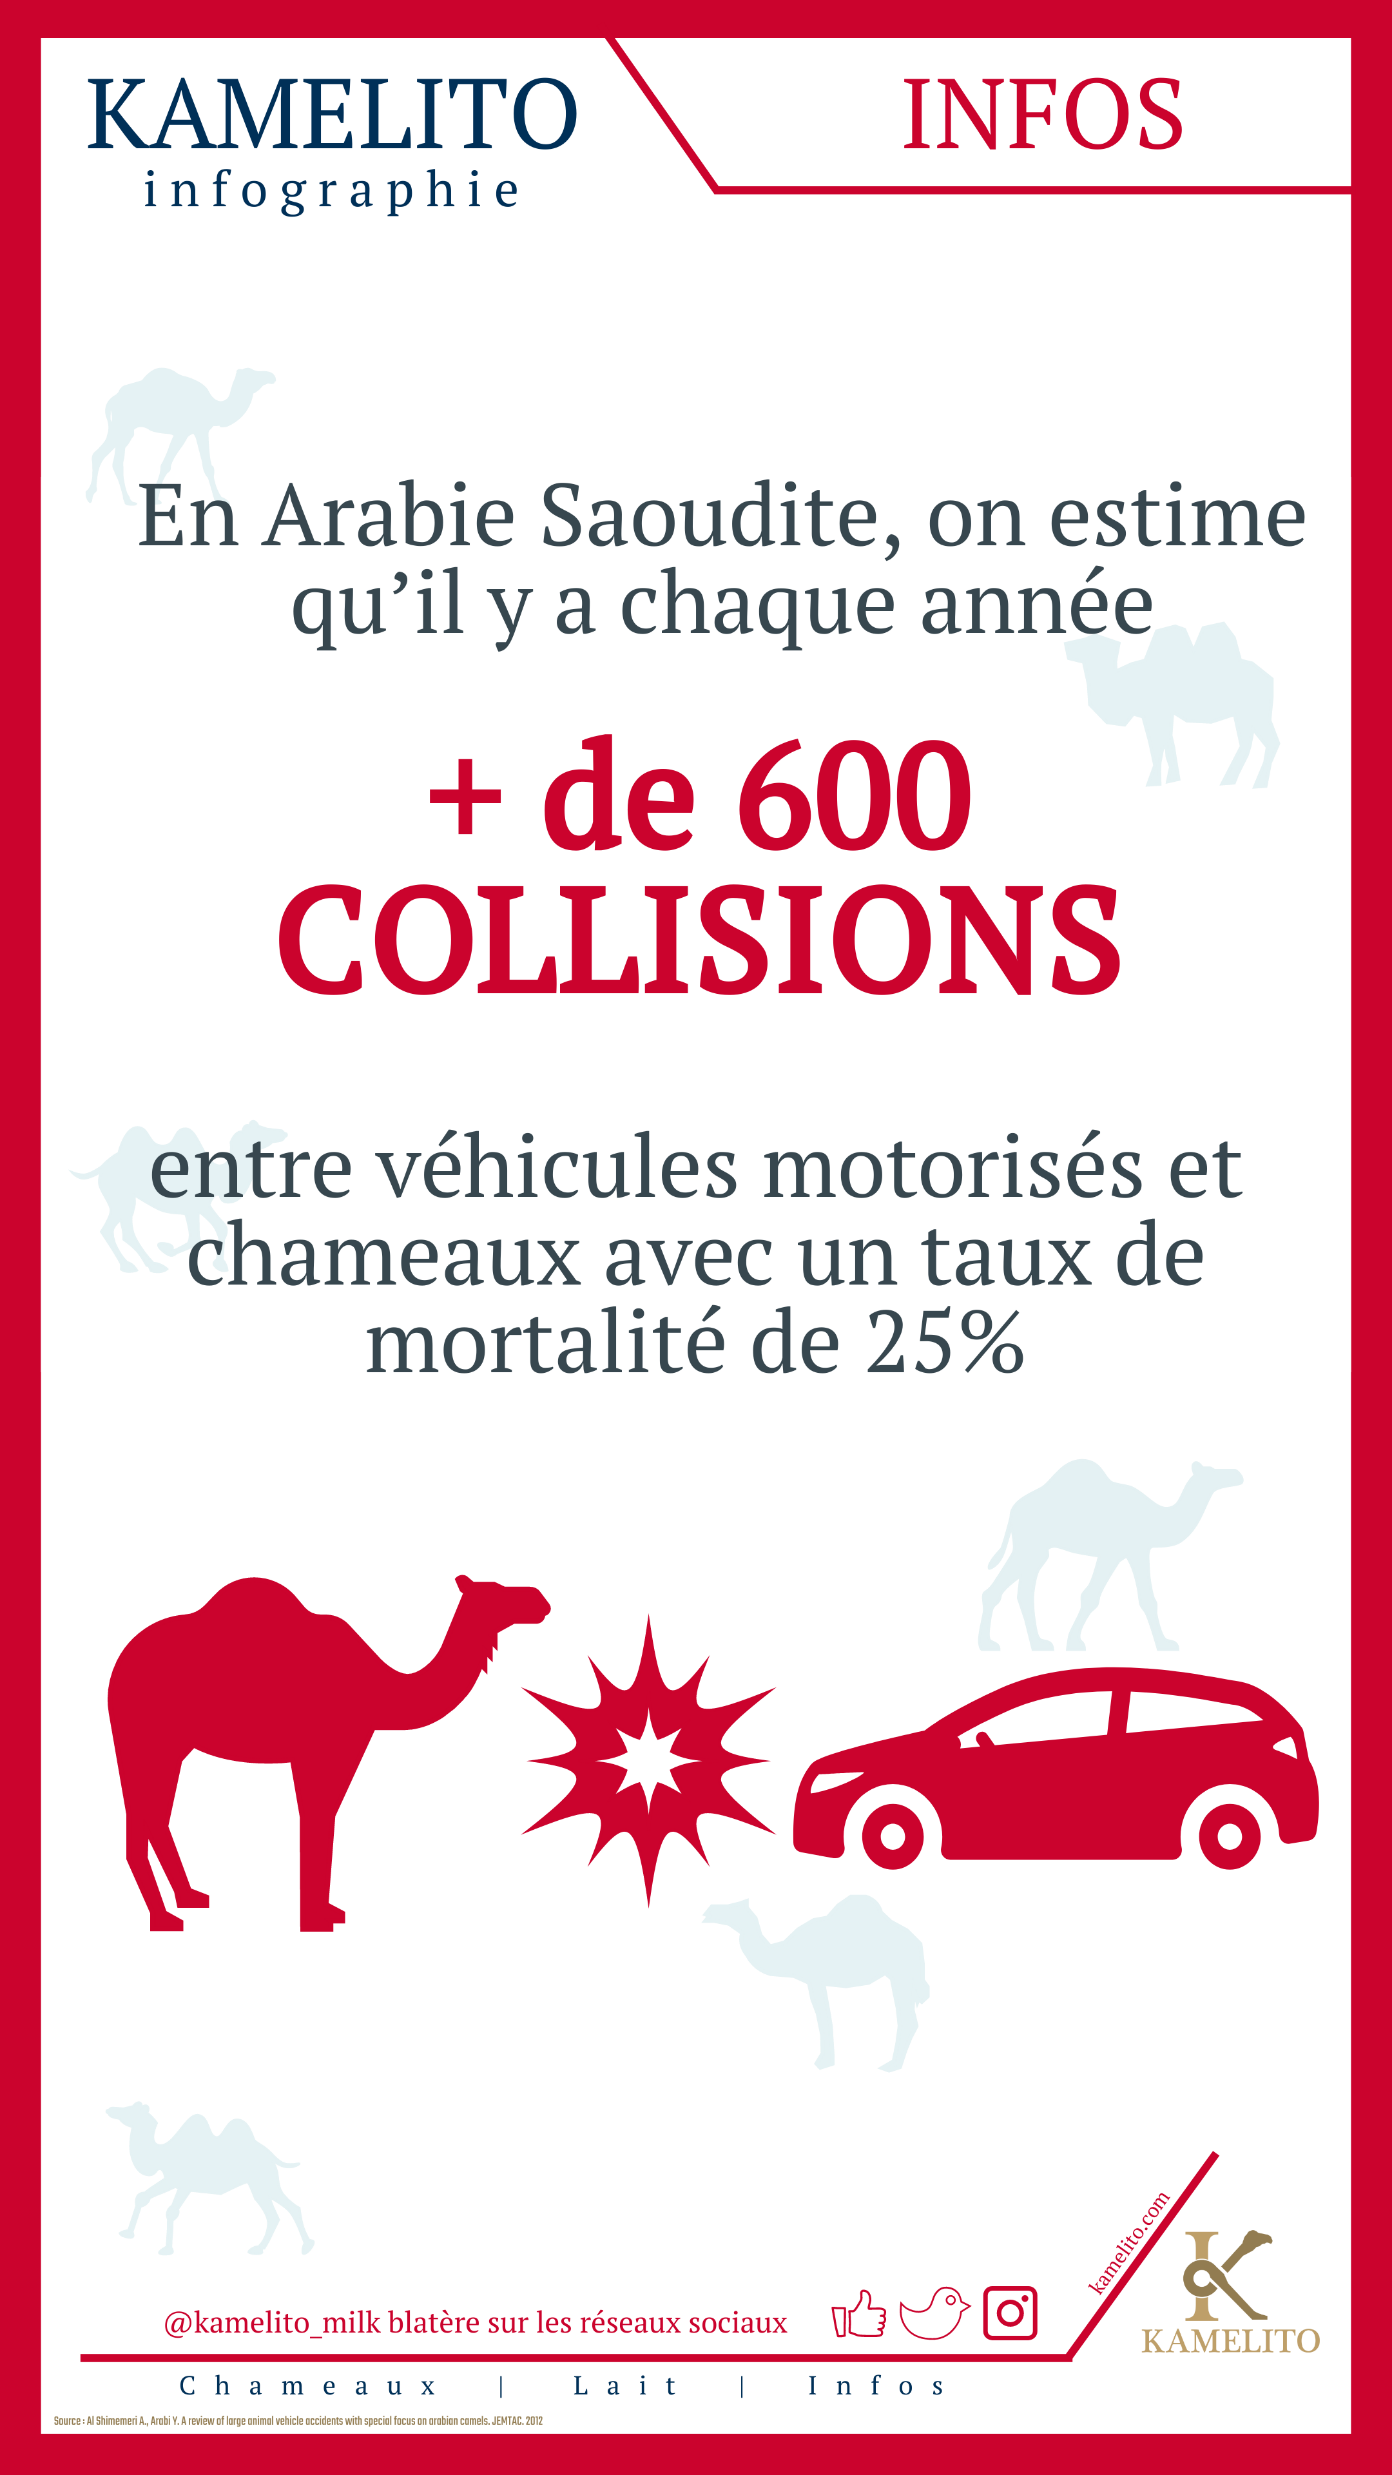 KAMELITO
infographie
INFOS
En Arabie Saoudite, on estime
qu’il y a chaque année
+ de 600
COLLISIONS
entre véhicules motorisés et
chameaux avec un taux de
mortalité de 25%
kamelito.com
@kamelito_milk blatère sur les réseaux sociaux
KAMELITO
Chameaux | Lait | Infos
Source : Al Shimemeri A., Arabi Y. A review of large animal vehicle accidents with special focus on arabian camels. JEMTAC. 2012